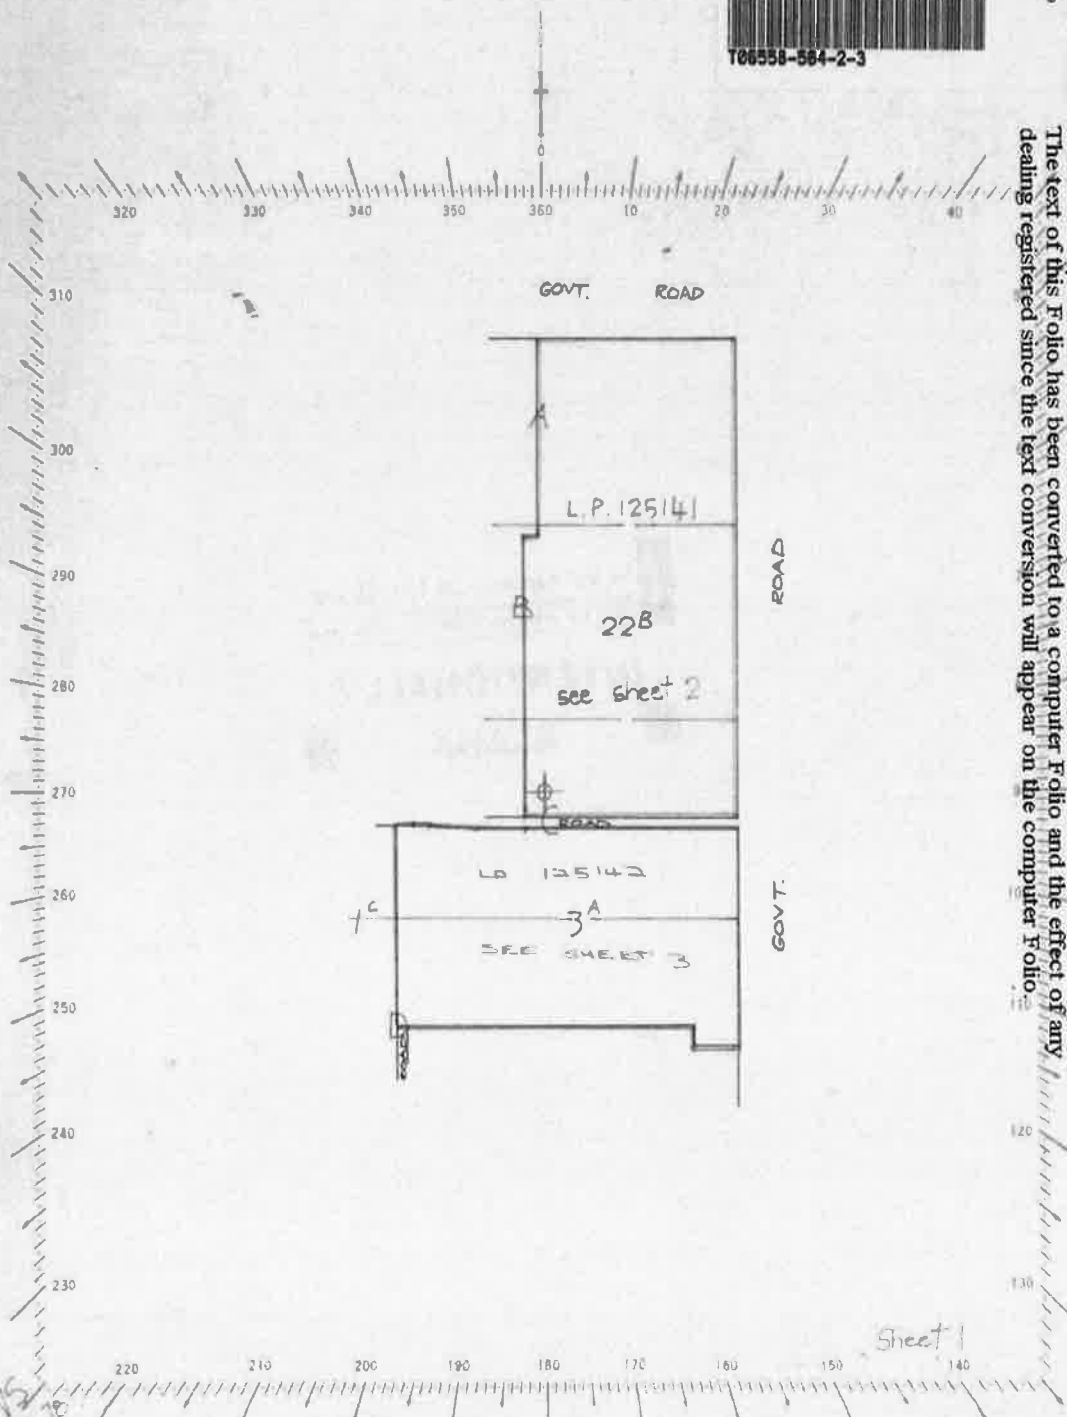 T06558-564-2-3
The text of this Folio has been converted to a computer Folio and the effect of any
dealing registered since the text conversion will appear on the computer Folio.
0
320 330 340 350 360 10 20 30 40
310
300
290
280
270
260
250
240
230
GOVT. ROAD
A
L.P. 125141
B
22B
see sheet 2
C ROAD
ROAD
LP 125142
1C
3A
SEE SHEET 3
GOVT.
D
ROAD
110
120
130
Sheet 1
220 210 200 190 180 170 160 150 140